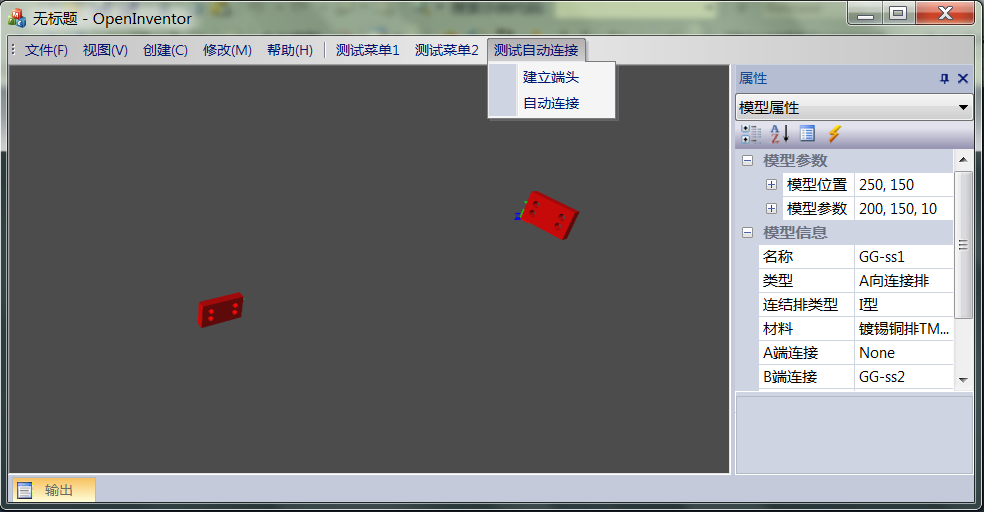 无标题 - OpenInventor
文件(F) 视图(V) 创建(C) 修改(M) 帮助(H) 测试菜单1 测试菜单2 测试自动连接
建立端头
自动连接
属性
模型属性
模型参数
模型位置 250, 150
模型参数 200, 150, 10
模型信息
名称 GG-ss1
类型 A向连接排
连结排类型 I型
材料 镀锡铜排TM...
A端连接 None
B端连接 GG-ss2
输出